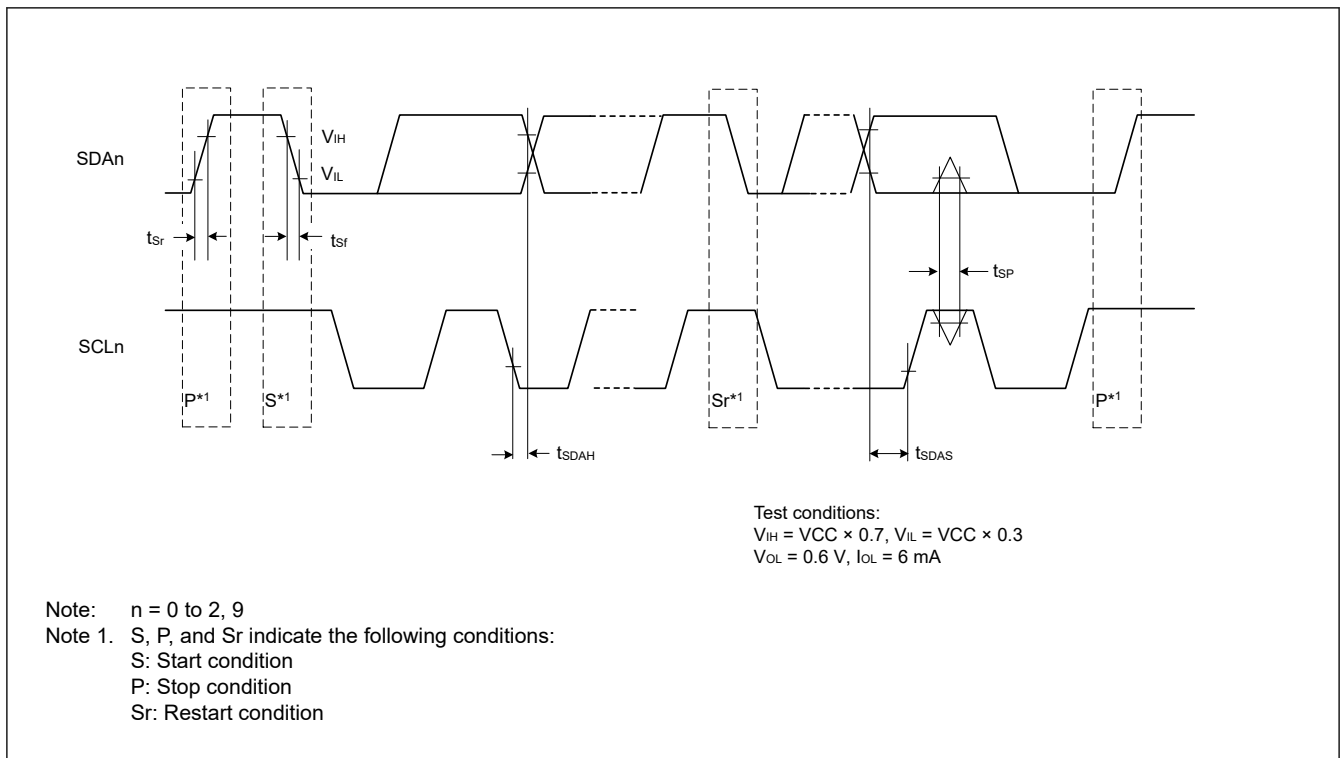 SDAn
VIH
VIL
tSr
tSf
tSP
SCLn
P*1
S*1
Sr*1
P*1
tSDAH
tSDAS
Test conditions:
VIH = VCC × 0.7, VIL = VCC × 0.3
VOL = 0.6 V, IOL = 6 mA
Note: n = 0 to 2, 9
Note 1. S, P, and Sr indicate the following conditions:
S: Start condition
P: Stop condition
Sr: Restart condition